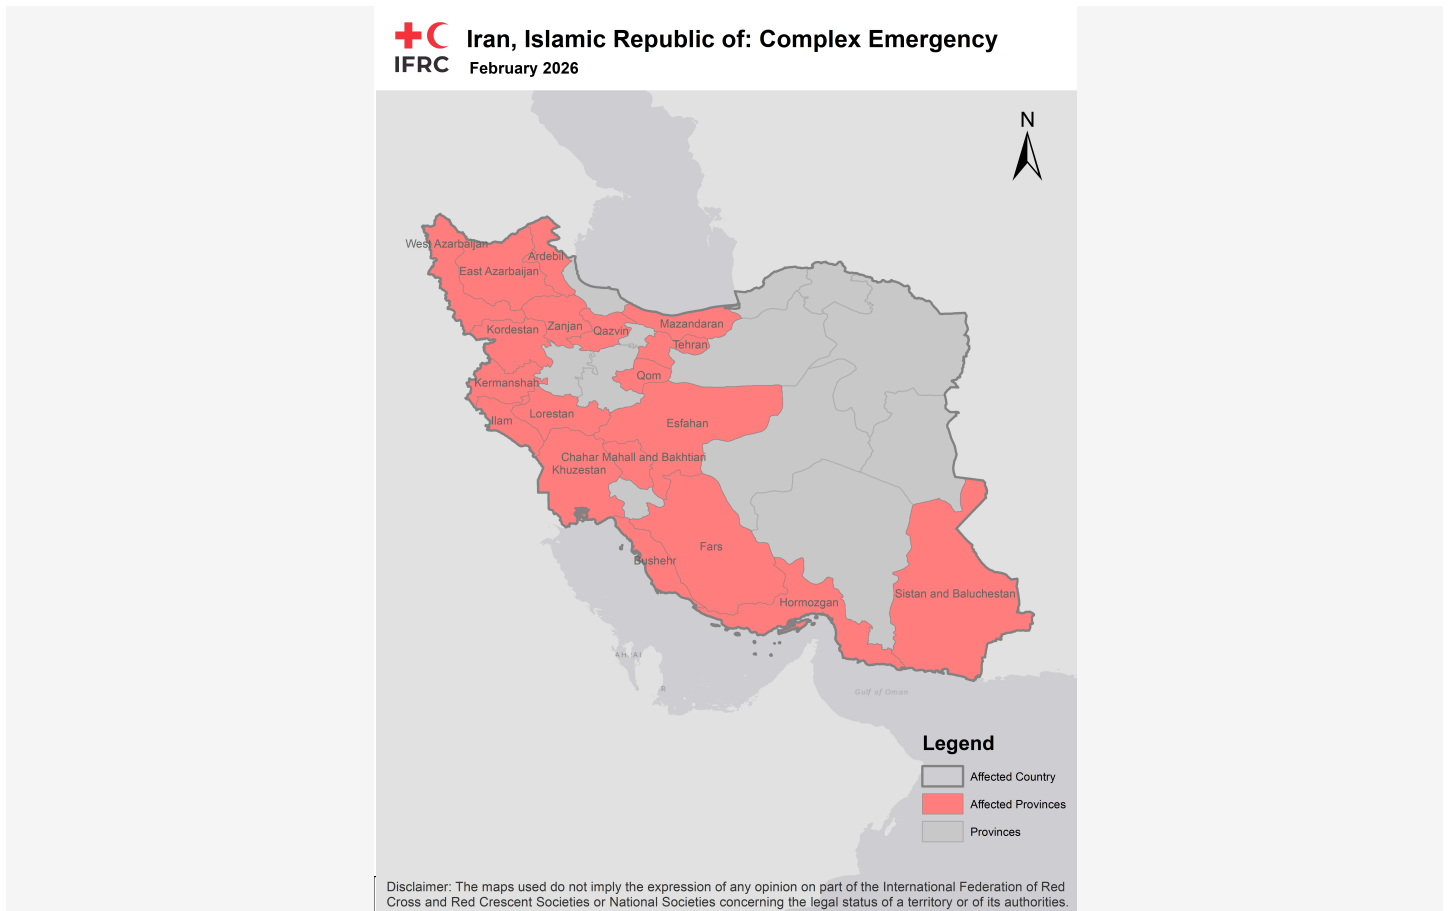 IFRC
Iran, Islamic Republic of: Complex Emergency
February 2026
N
West Azarbaijan
Ardebil
East Azarbaijan
Mazandaran
Zanjan
Kordestan
Qazvin
Tehran
Qom
Kermanshah
Lorestan
Ilam
Esfahan
Chahar Mahall and Bakhtiari
Khuzestan
Fars
Bushehr
Sistan and Baluchestan
Hormozgan
R
Gulf of Oman
Legend
Affected Country
Affected Provinces
Provinces
Disclaimer: The maps used do not imply the expression of any opinion on part of the International Federation of Red
Cross and Red Crescent Societies or National Societies concerning the legal status of a territory or of its authorities.